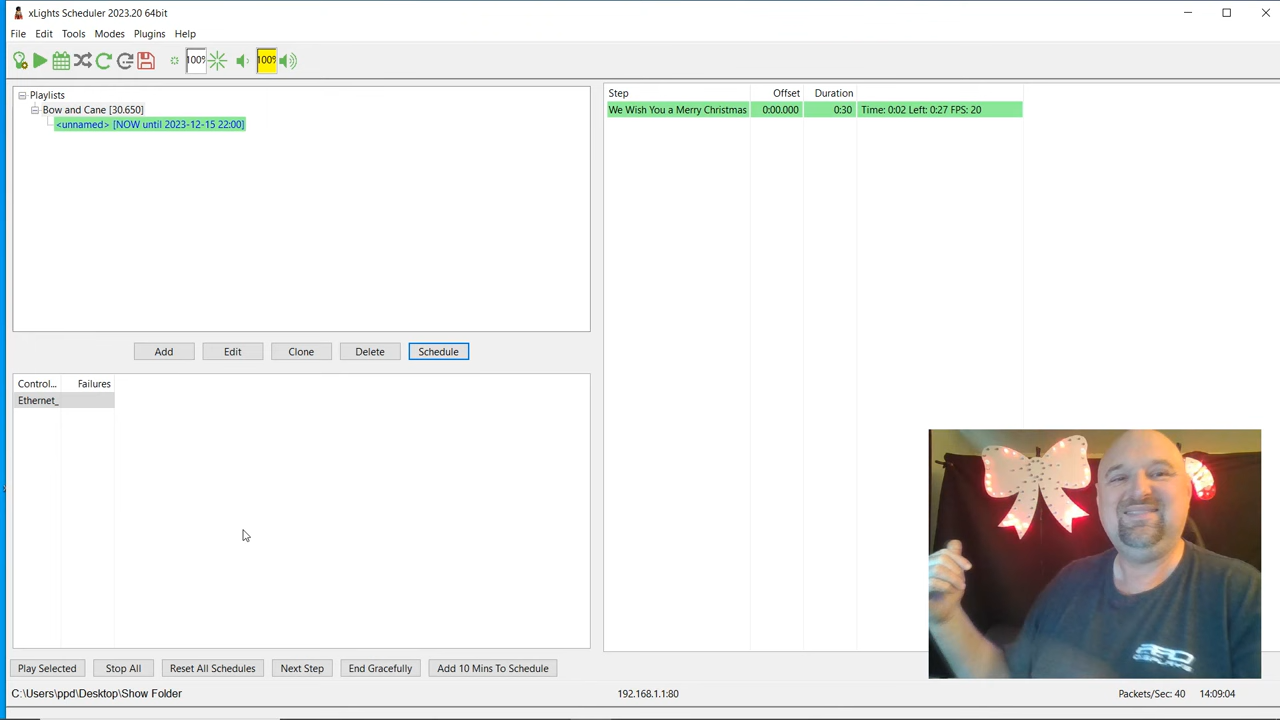 xLights Scheduler 2023.20 64bit
File Edit Tools Modes Plugins Help
100% 100%
Playlists
Bow and Cane [30.650]
<unnamed> [NOW until 2023-12-15 22:00]
Step Offset Duration
We Wish You a Merry Christmas 0:00.000 0:30 Time: 0:02 Left: 0:27 FPS: 20
Add Edit Clone Delete Schedule
Control... Failures
Ethernet_
DISPLAYS
Play Selected Stop All Reset All Schedules Next Step End Gracefully Add 10 Mins To Schedule
C:\Users\ppd\Desktop\Show Folder 192.168.1.1:80 Packets/Sec: 40 14:09:04